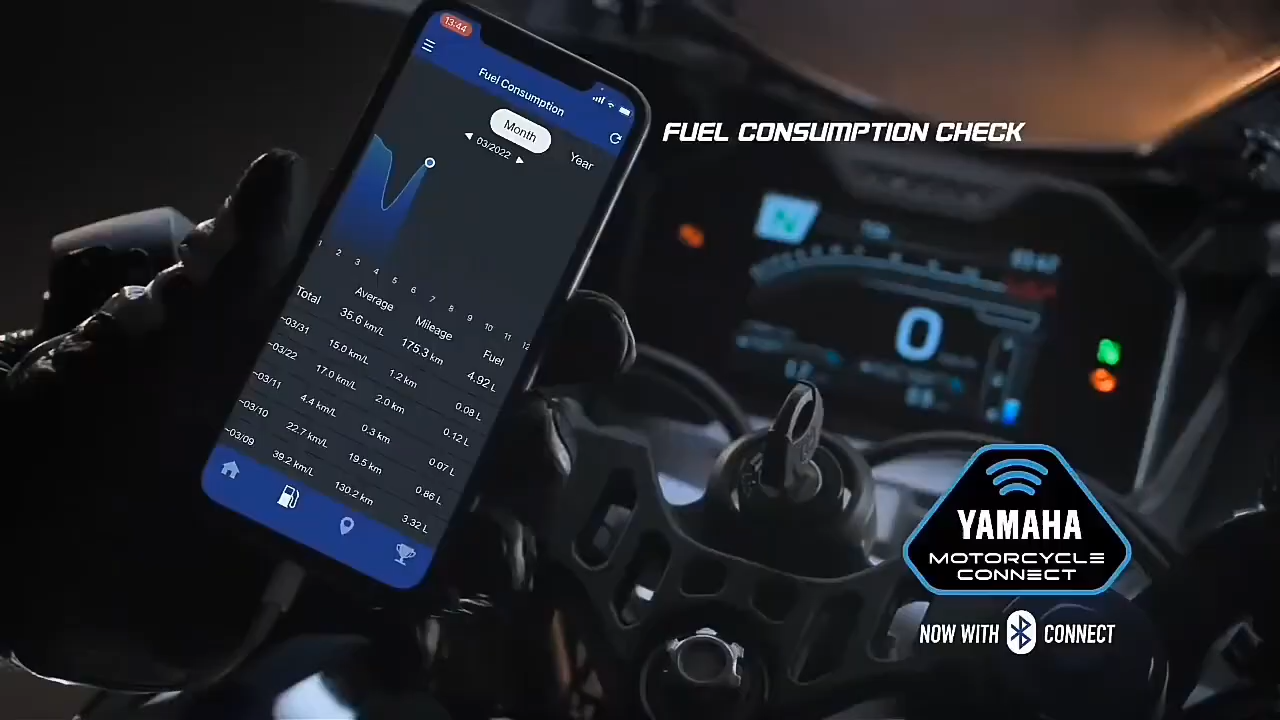 13:44
Fuel Consumption
Month
Year
03/2022
1 2 3 4 5 6 7 8 9 10 11 12
Average Mileage Fuel
Total 35.6 km/L 175.3 km 4.92 L
~03/31 15.0 km/L 1.2 km 0.08 L
~03/22 17.0 km/L 2.0 km 0.12 L
~03/11 4.4 km/L 0.3 km 0.07 L
~03/10 22.7 km/L 19.5 km 0.86 L
~03/09 39.2 km/L 130.2 km 3.32 L
FUEL CONSUMPTION CHECK
N
0
YAMAHA
MOTORCYCLE
CONNECT
NOW WITH CONNECT